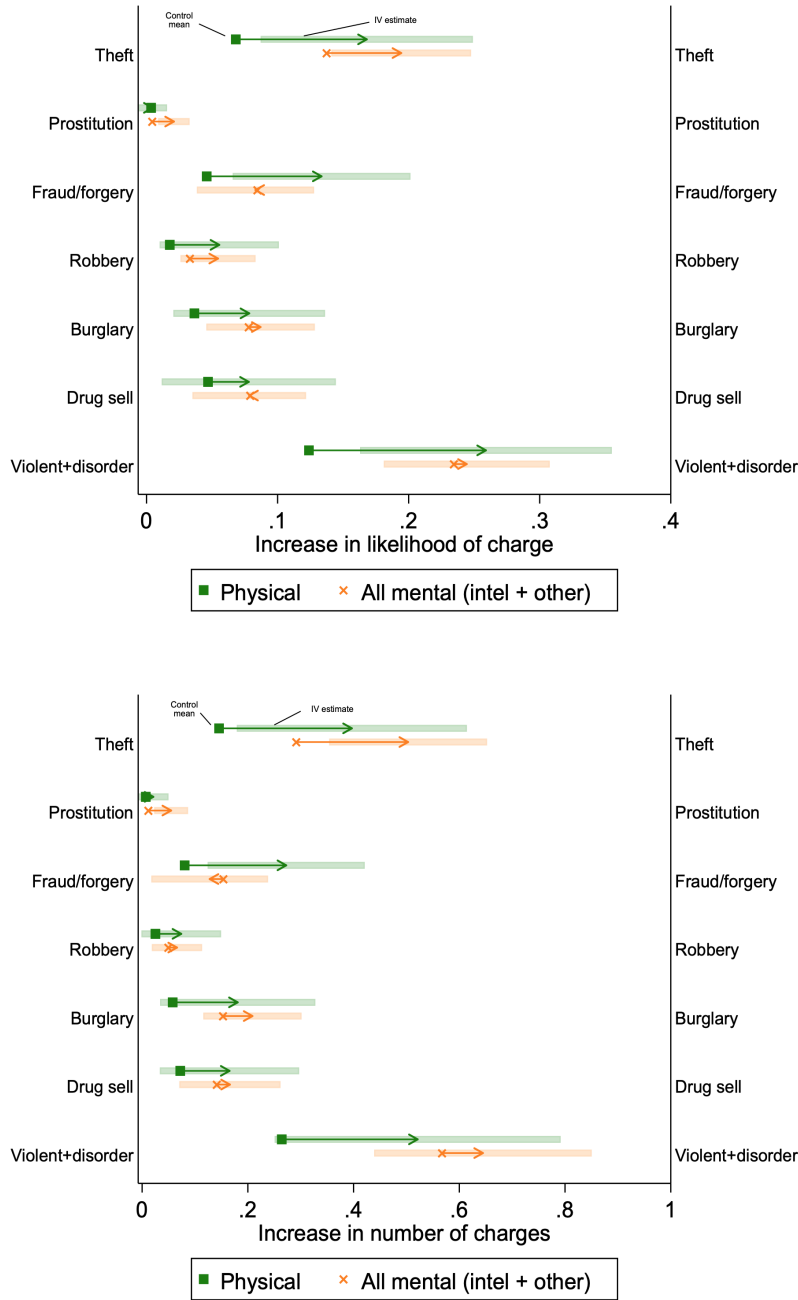 Control
mean
IV estimate
Theft
Theft
Prostitution
Prostitution
Fraud/forgery
Fraud/forgery
Robbery
Robbery
Burglary
Burglary
Drug sell
Drug sell
Violent+disorder
Violent+disorder
0 .1 .2 .3 .4
Increase in likelihood of charge
Physical All mental (intel + other)
Control
mean
IV estimate
Theft
Theft
Prostitution
Prostitution
Fraud/forgery
Fraud/forgery
Robbery
Robbery
Burglary
Burglary
Drug sell
Drug sell
Violent+disorder
Violent+disorder
0 .2 .4 .6 .8 1
Increase in number of charges
Physical All mental (intel + other)